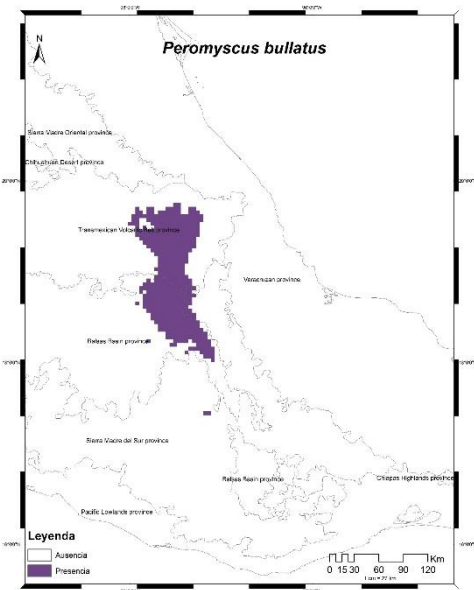 Peromyscus bullatus
N
Sierra Madre Oriental province
Chihuahuan Desert province
Transmexican Volcanic Belt province
Veracruzan province
Balsas Basin province
Sierra Madre del Sur province
Balsas Basin province
Chiapas Highlands province
Pacific Lowlands province
Leyenda
Ausencia
Presencia
Km
0 15 30 60 90 120